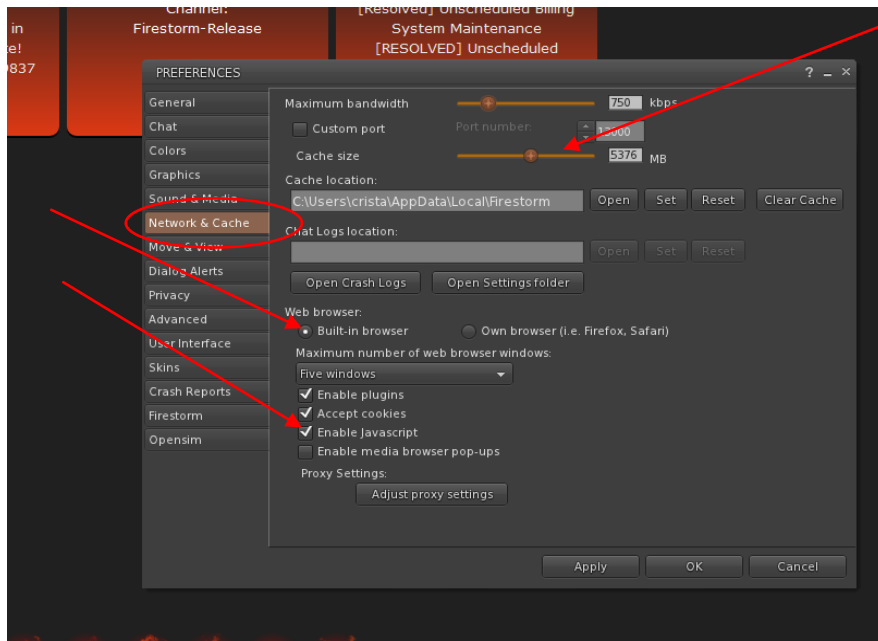 Channel:
Firestorm-Release
[Resolved] Unscheduled Billing
System Maintenance
[RESOLVED] Unscheduled
in
e!
9837
PREFERENCES
? – ×
General
Chat
Colors
Graphics
Sound & Media
Network & Cache
Move & View
Dialog Alerts
Privacy
Advanced
User Interface
Skins
Crash Reports
Firestorm
Opensim
Maximum bandwidth 750 kbps
Custom port Port number: 13000
Cache size 5376 MB
Cache location:
C:\Users\crista\AppData\Local\Firestorm Open Set Reset Clear Cache
Chat Logs location:
Open Set Reset
Open Crash Logs Open Settings folder
Web browser:
Built-in browser Own browser (i.e. Firefox, Safari)
Maximum number of web browser windows:
Five windows
Enable plugins
Accept cookies
Enable Javascript
Enable media browser pop-ups
Proxy Settings:
Adjust proxy settings
Apply OK Cancel